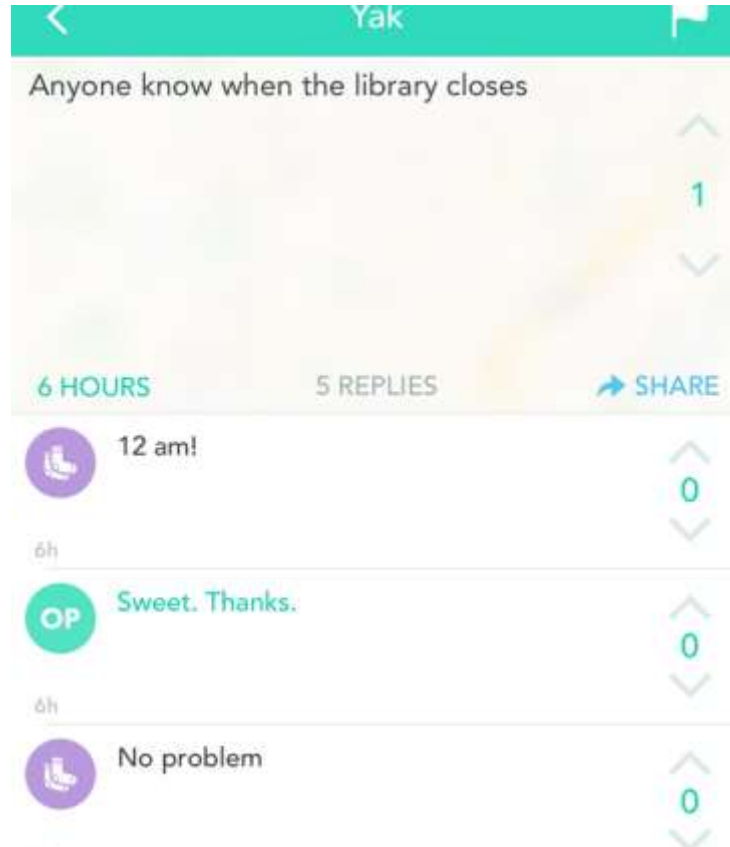 Yak
Anyone know when the library closes
1
6 HOURS 5 REPLIES SHARE
12 am!
0
6h
OP Sweet. Thanks.
0
6h
No problem
0